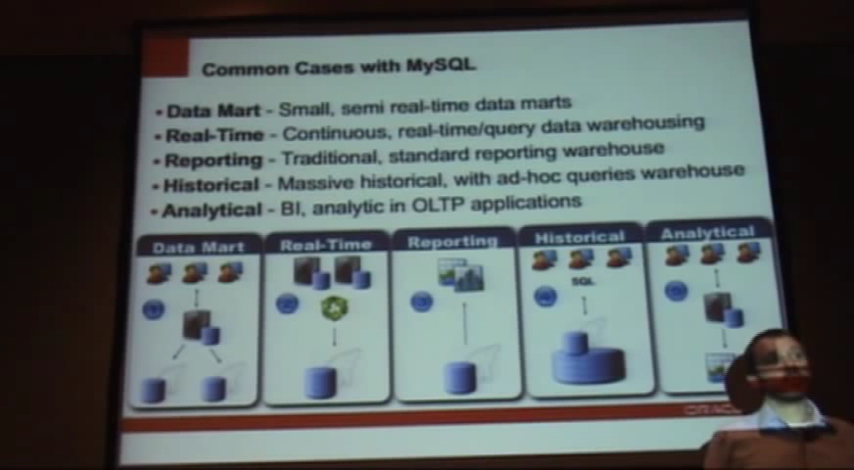 Common Cases with MySQL
• Data Mart - Small, semi real-time data marts
• Real-Time - Continuous, real-time/query data warehousing
• Reporting - Traditional, standard reporting warehouse
• Historical - Massive historical, with ad-hoc queries warehouse
• Analytical - BI, analytic in OLTP applications
Data Mart Real-Time Reporting Historical Analytical
SQL
ORACLE